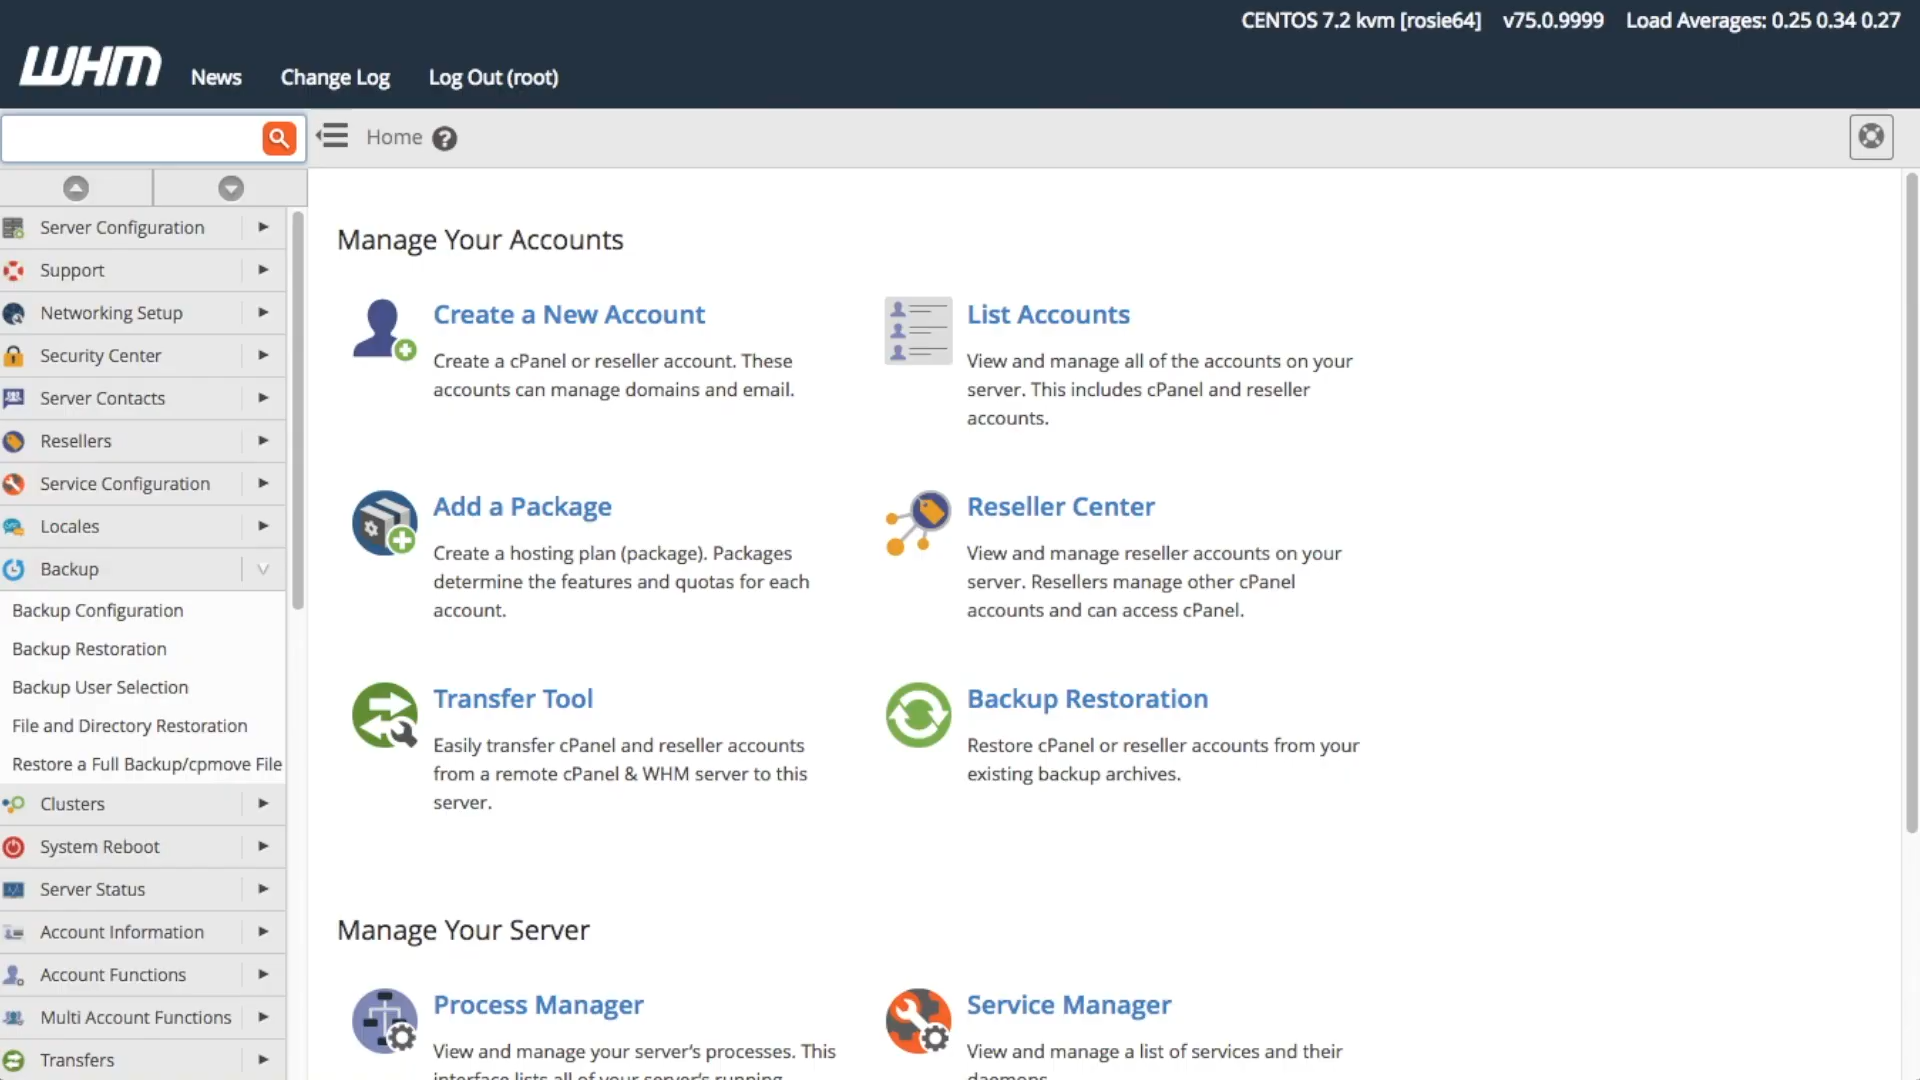 CENTOS 7.2 kvm [rosie64] v75.0.9999 Load Averages: 0.25 0.34 0.27
WHM News Change Log Log Out (root)
Home ?
Server Configuration
Support
Networking Setup
Security Center
Server Contacts
Resellers
Service Configuration
Locales
Backup
Backup Configuration
Backup Restoration
Backup User Selection
File and Directory Restoration
Restore a Full Backup/cpmove File
Clusters
System Reboot
Server Status
Account Information
Account Functions
Multi Account Functions
Transfers
Manage Your Accounts
Create a New Account
Create a cPanel or reseller account. These
accounts can manage domains and email.
List Accounts
View and manage all of the accounts on your
server. This includes cPanel and reseller
accounts.
Add a Package
Create a hosting plan (package). Packages
determine the features and quotas for each
account.
Reseller Center
View and manage reseller accounts on your
server. Resellers manage other cPanel
accounts and can access cPanel.
Transfer Tool
Easily transfer cPanel and reseller accounts
from a remote cPanel & WHM server to this
server.
Backup Restoration
Restore cPanel or reseller accounts from your
existing backup archives.
Manage Your Server
Process Manager
View and manage your server's processes. This
interface lists all of your server's running
Service Manager
View and manage a list of services and their
daemons.